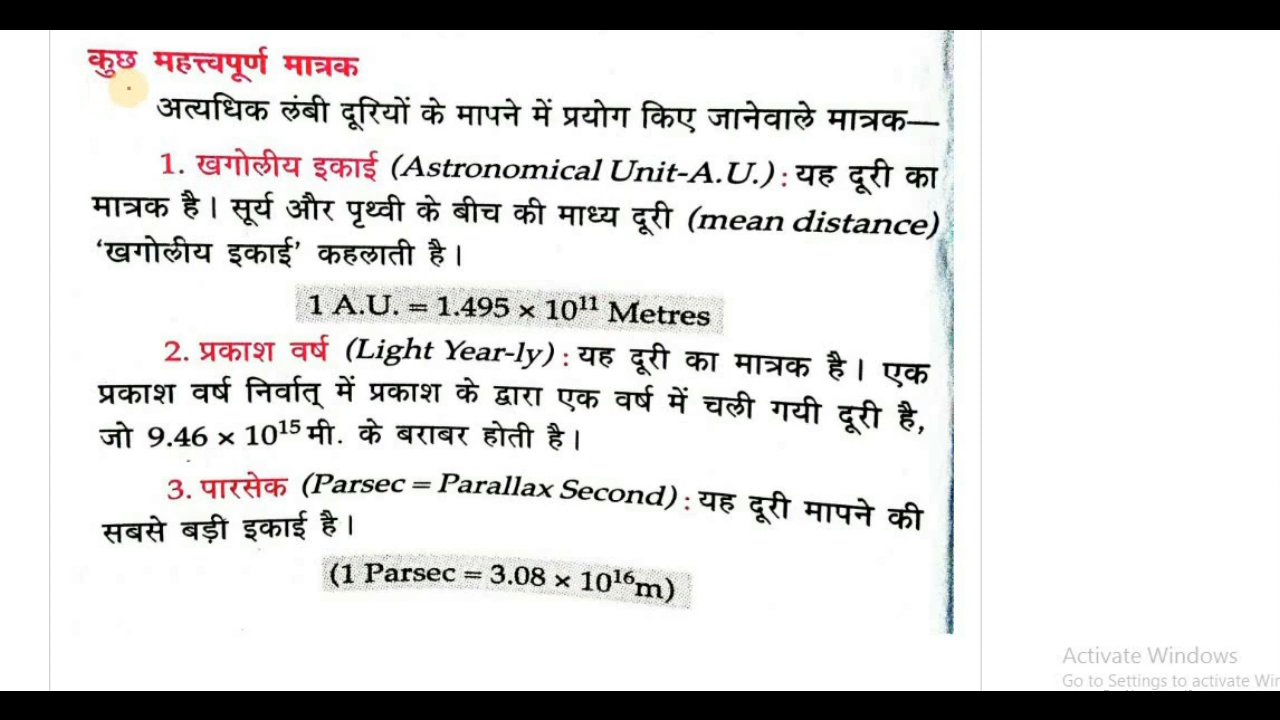 कुछ महत्त्वपूर्ण मात्रक
अत्यधिक लंबी दूरियों के मापने में प्रयोग किए जानेवाले मात्रक—
1. खगोलीय इकाई (Astronomical Unit-A.U.) : यह दूरी का
मात्रक है। सूर्य और पृथ्वी के बीच की माध्य दूरी (mean distance)
‘खगोलीय इकाई’ कहलाती है।
1 A.U. = 1.495 × 10¹¹ Metres
2. प्रकाश वर्ष (Light Year-ly) : यह दूरी का मात्रक है। एक
प्रकाश वर्ष निर्वात् में प्रकाश के द्वारा एक वर्ष में चली गयी दूरी है,
जो 9.46 × 10¹⁵ मी. के बराबर होती है।
3. पारसेक (Parsec = Parallax Second) : यह दूरी मापने की
सबसे बड़ी इकाई है।
(1 Parsec = 3.08 × 10¹⁶m)
Activate Windows
Go to Settings to activate Wi